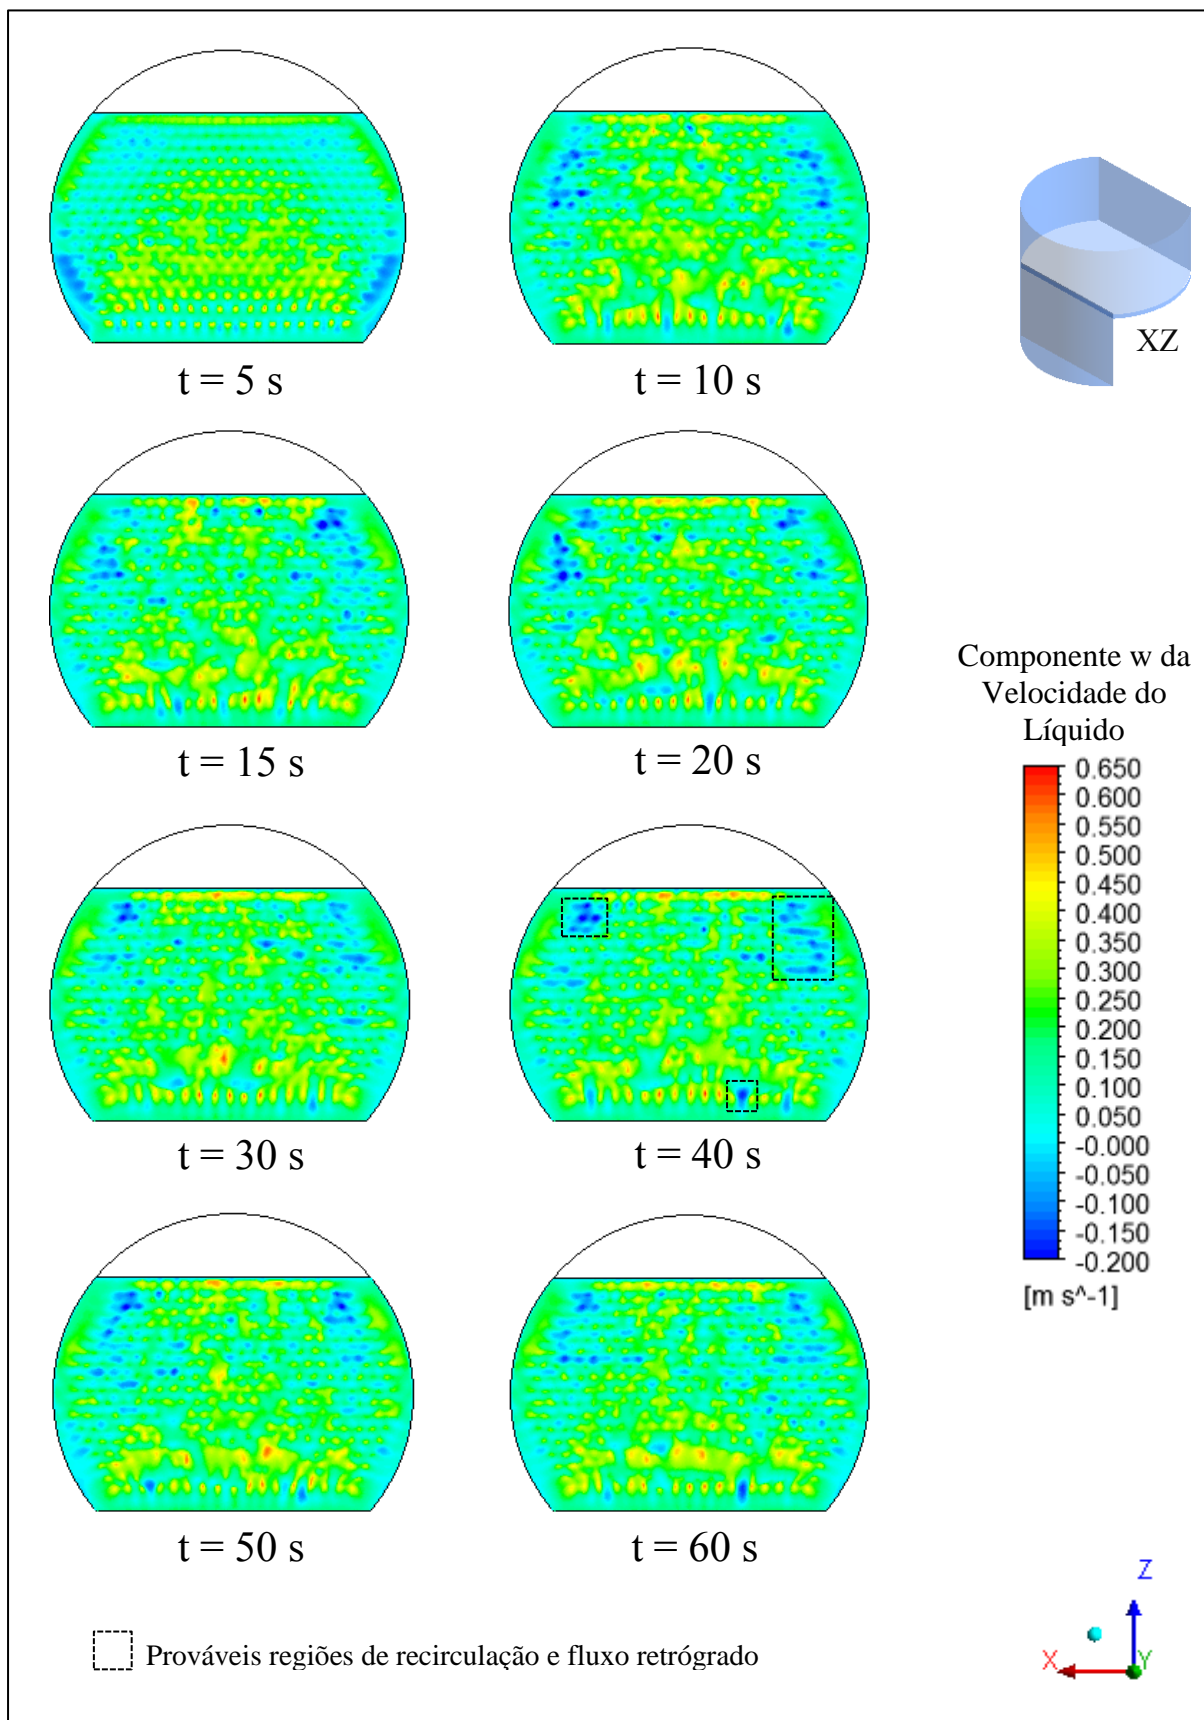 t = 5 s
t = 10 s
XZ
t = 15 s
t = 20 s
Componente w da
Velocidade do
Líquido
0.650
0.600
0.550
0.500
0.450
0.400
0.350
0.300
0.250
0.200
0.150
0.100
0.050
-0.000
-0.050
-0.100
-0.150
-0.200
[m s^-1]
t = 30 s
t = 40 s
t = 50 s
t = 60 s
Prováveis regiões de recirculação e fluxo retrógrado
Z
X
Y